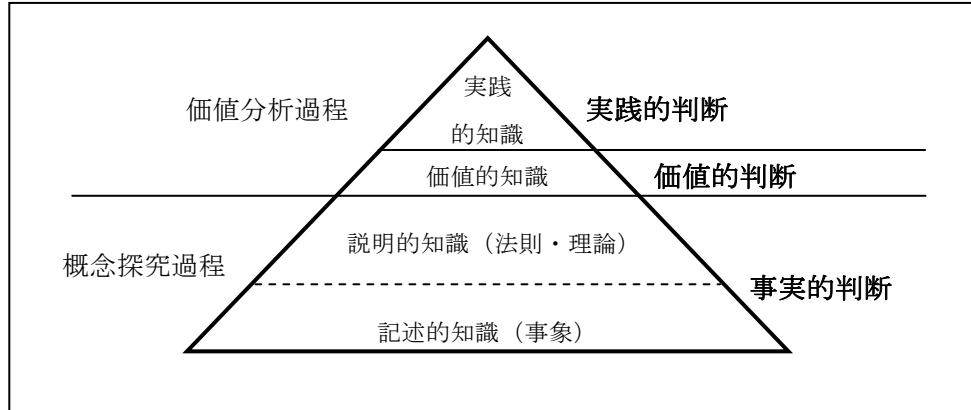 実践
価値分析過程
実践的判断
的知識
価値的知識
価値的判断
説明的知識（法則・理論）
概念探究過程
事実的判断
記述的知識（事象）